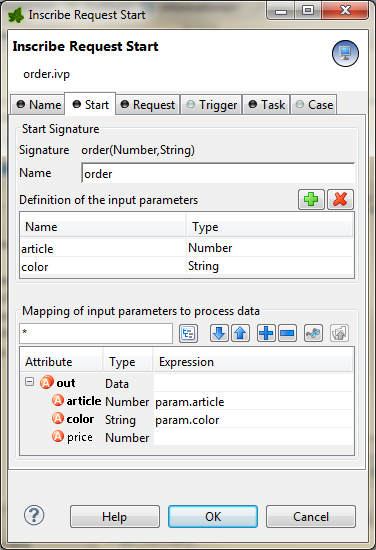 Inscribe Request Start
Inscribe Request Start
order.ivp
Name Start Request Trigger Task Case
Start Signature
Signature order(Number,String)
Name order
Definition of the input parameters
Name Type
article Number
color String
Mapping of input parameters to process data
*
Attribute Type Expression
A out Data
A article Number param.article
A color String param.color
A price Number
? Help OK Cancel